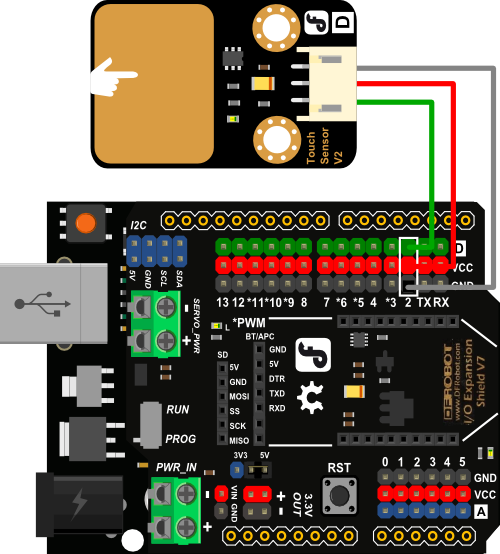 D
Touch
Sensor
V2
I2C
5V
GND
SCL
SDA
D
VCC
GND
13 12 *11 *10 *9 8 7 *6 *5 4 *3 2 TX RX
SERVO_PWR
-
+
L
*PWM
BT/APC
GND
5V
DTR
TXD
RXD
SD
5V
GND
MOSI
SS
SCK
MISO
DFROBOT
www.DFRobot.com
I/O Expansion
Shield V7
RUN
PROG
3V3
5V
PWR_IN
-
+
VIN
GND
+
-
3.3V
OUT
RST
0 1 2 3 4 5
GND
VCC
A